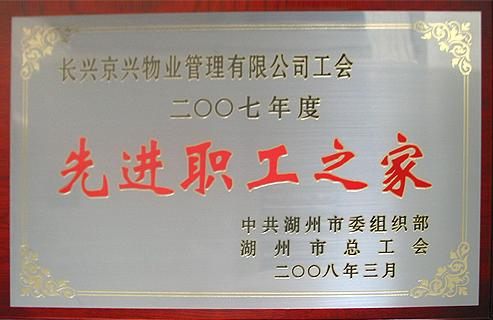 长兴京兴物业管理有限公司工会
二〇〇七年度
先进职工之家
中共湖州市委组织部
湖州市总工会
二〇〇八年三月